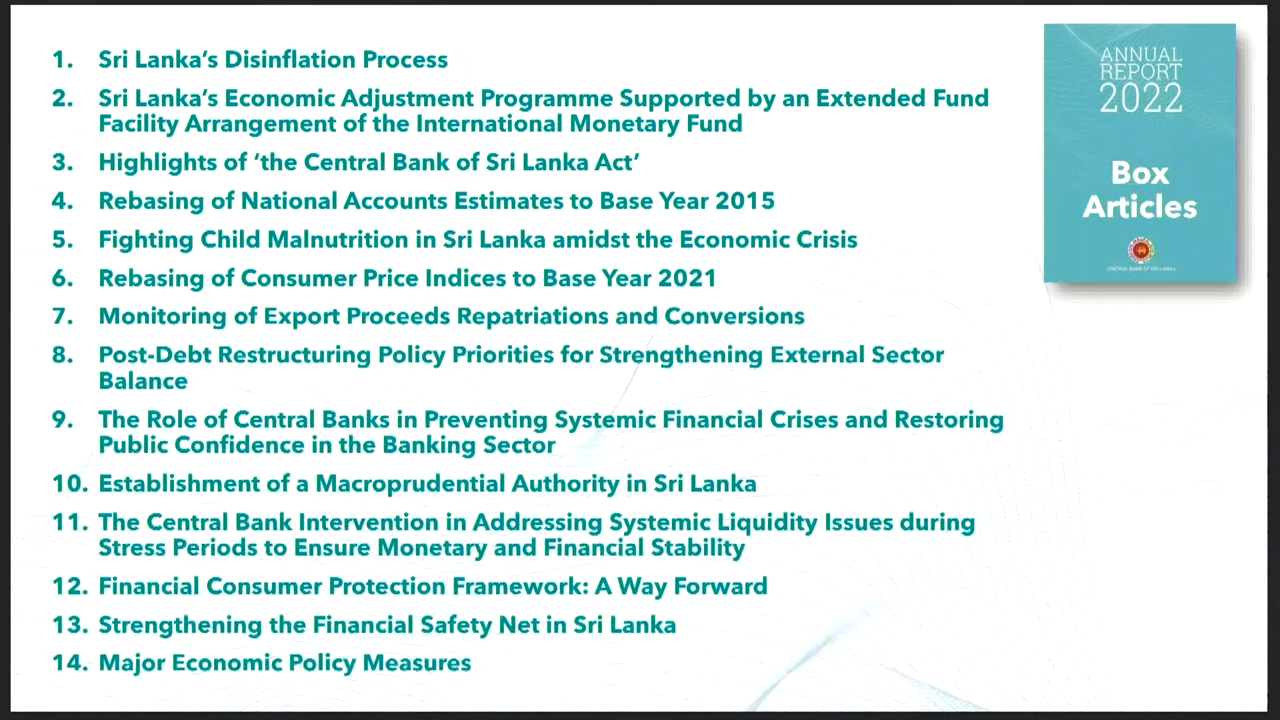 1. Sri Lanka’s Disinflation Process
2. Sri Lanka’s Economic Adjustment Programme Supported by an Extended Fund
Facility Arrangement of the International Monetary Fund
3. Highlights of ‘the Central Bank of Sri Lanka Act’
4. Rebasing of National Accounts Estimates to Base Year 2015
5. Fighting Child Malnutrition in Sri Lanka amidst the Economic Crisis
6. Rebasing of Consumer Price Indices to Base Year 2021
7. Monitoring of Export Proceeds Repatriations and Conversions
8. Post-Debt Restructuring Policy Priorities for Strengthening External Sector
Balance
9. The Role of Central Banks in Preventing Systemic Financial Crises and Restoring
Public Confidence in the Banking Sector
10. Establishment of a Macroprudential Authority in Sri Lanka
11. The Central Bank Intervention in Addressing Systemic Liquidity Issues during
Stress Periods to Ensure Monetary and Financial Stability
12. Financial Consumer Protection Framework: A Way Forward
13. Strengthening the Financial Safety Net in Sri Lanka
14. Major Economic Policy Measures
ANNUAL
REPORT
2022
Box
Articles
CENTRAL BANK OF SRI LANKA